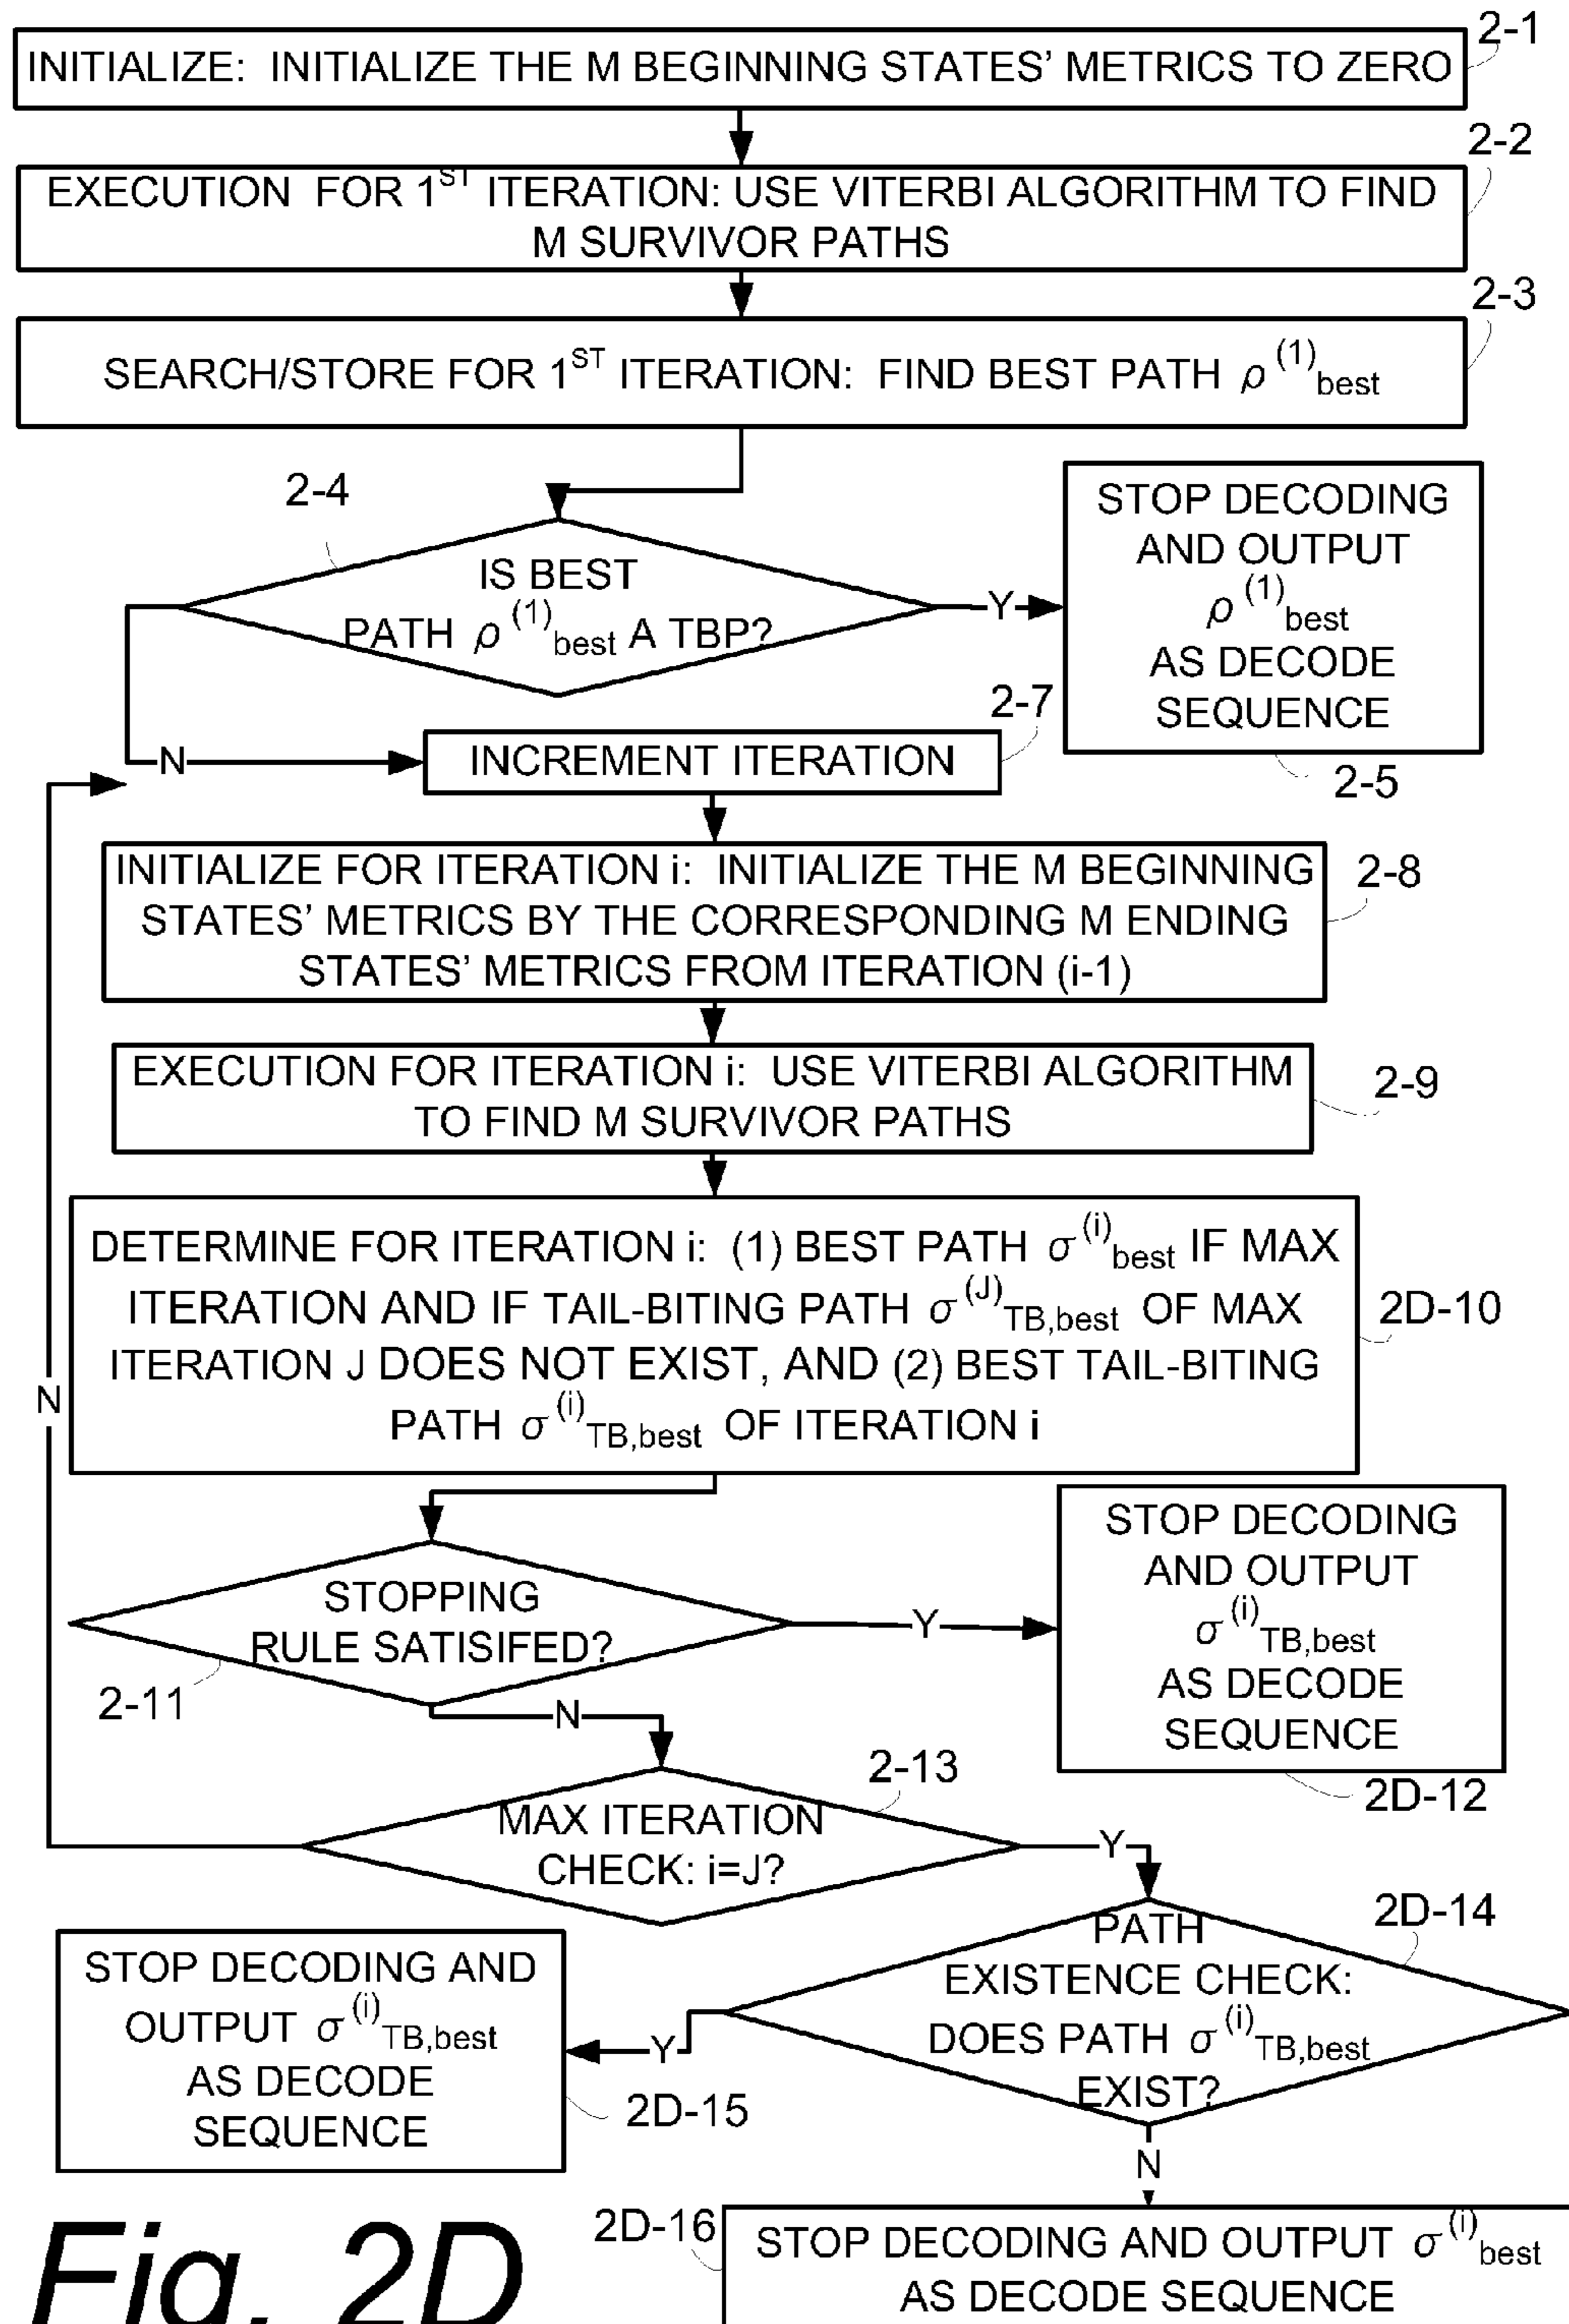 2-1
INITIALIZE: INITIALIZE THE M BEGINNING STATES’ METRICS TO ZERO
2-2
EXECUTION FOR 1ST ITERATION: USE VITERBI ALGORITHM TO FIND
M SURVIVOR PATHS
2-3
SEARCH/STORE FOR 1ST ITERATION: FIND BEST PATH ρ(1)best
2-4
IS BEST
PATH ρ(1)best A TBP?
Y
STOP DECODING
AND OUTPUT
ρ(1)best
AS DECODE
SEQUENCE
2-5
N
2-7
INCREMENT ITERATION
INITIALIZE FOR ITERATION i: INITIALIZE THE M BEGINNING
STATES’ METRICS BY THE CORRESPONDING M ENDING
STATES’ METRICS FROM ITERATION (i-1)
2-8
EXECUTION FOR ITERATION i: USE VITERBI ALGORITHM
TO FIND M SURVIVOR PATHS
2-9
DETERMINE FOR ITERATION i: (1) BEST PATH σ(i)best IF MAX
ITERATION AND IF TAIL-BITING PATH σ(J)TB,best OF MAX
ITERATION J DOES NOT EXIST, AND (2) BEST TAIL-BITING
PATH σ(i)TB,best OF ITERATION i
2D-10
N
STOPPING
RULE SATISIFED?
2-11
Y
STOP DECODING
AND OUTPUT
σ(i)TB,best
AS DECODE
SEQUENCE
2D-12
N
2-13
MAX ITERATION
CHECK: i=J?
Y
2D-14
PATH
EXISTENCE CHECK:
DOES PATH σ(i)TB,best
EXIST?
Y
STOP DECODING AND
OUTPUT σ(i)TB,best
AS DECODE
SEQUENCE
2D-15
N
2D-16
STOP DECODING AND OUTPUT σ(i)best
AS DECODE SEQUENCE
Fig. 2D